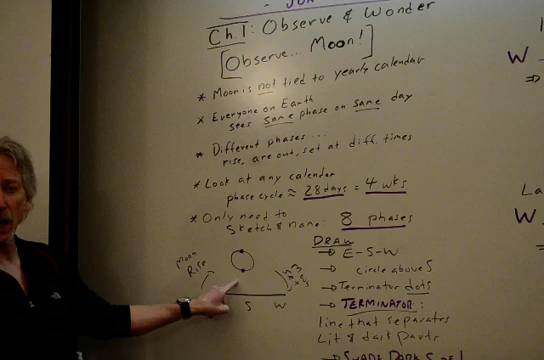 Ch 1: Observe & Wonder
[Observe... Moon!]
* Moon is not tied to yearly calendar
* Everyone on Earth
sees same phase on same day
* Different phases...
rise, are out, set at diff. times
* Look at any calendar
phase cycle ≈ 28 days = 4 wks
* Only need to
Sketch & name: 8 phases
Moon
Rise
S W
DRAW
→ E-S-W
→ circle above S
→ Terminator dots
→ TERMINATOR:
line that separates
Lit & dark parts
W
La
W